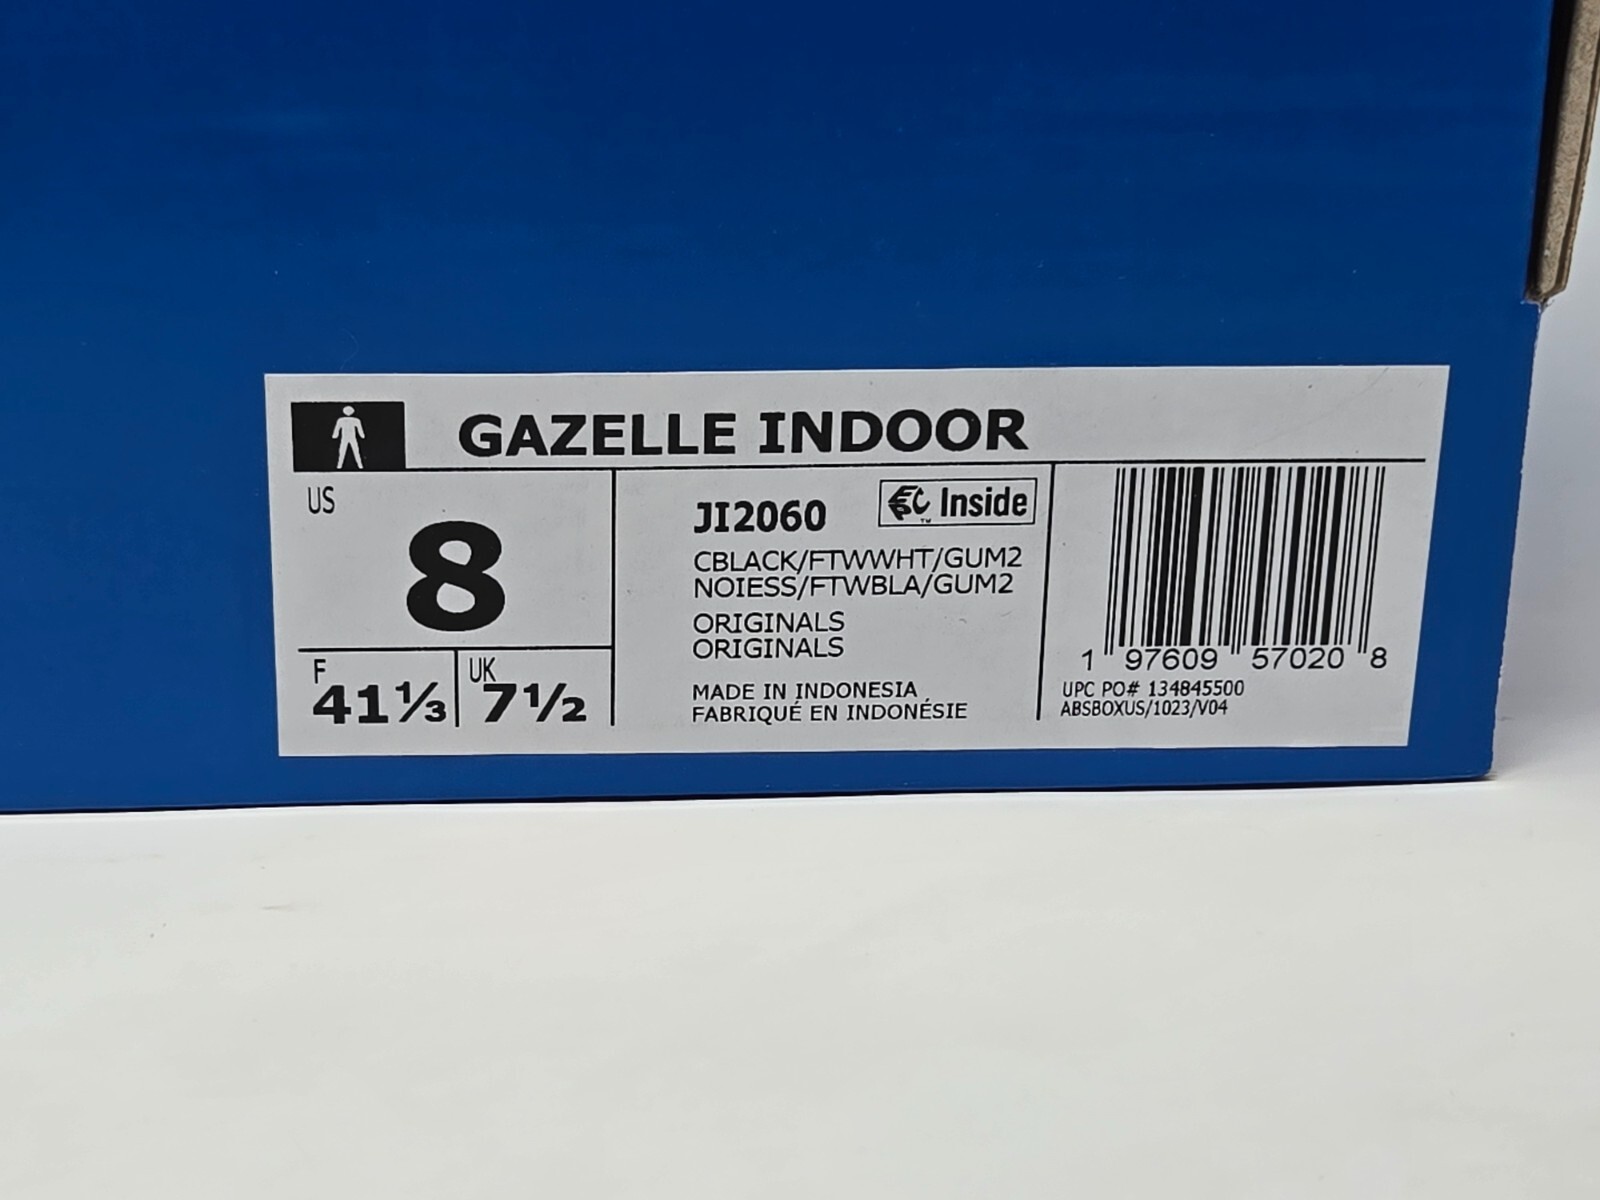 GAZELLE INDOOR
US
8
F
41⅓
UK
7½
JI2060
Inside
CBLACK/FTWWHT/GUM2
NOIESS/FTWBLA/GUM2
ORIGINALS
ORIGINALS
MADE IN INDONESIA
FABRIQUÉ EN INDONÉSIE
1 97609 57020 8
UPC PO# 134845500
ABSBOXUS/1023/V04